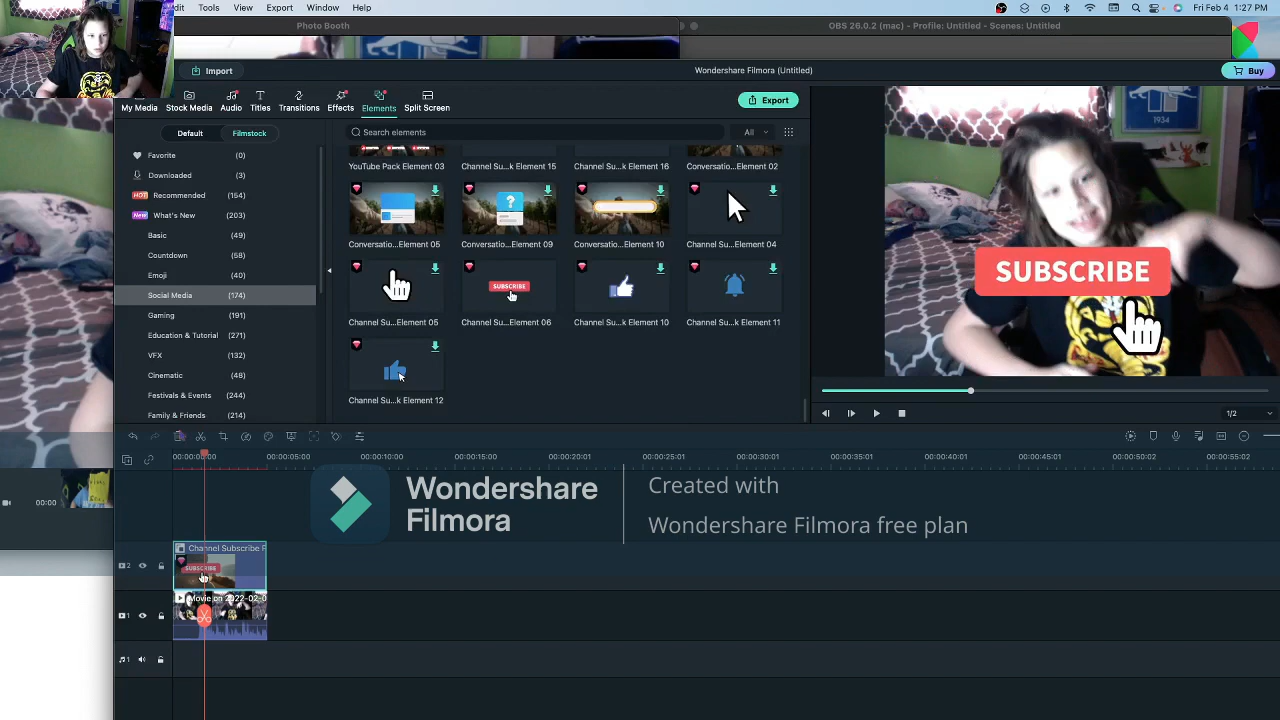 Tools View Export Window Help
Fri Feb 4 1:27 PM
Photo Booth
OBS 26.0.2 (mac) - Profile: Untitled - Scenes: Untitled
Import
Wondershare Filmora (Untitled)
Buy
My Media Stock Media Audio Titles Transitions Effects Elements Split Screen
Export
Default Filmstock
Search elements
All
Favorite (0)
Downloaded (3)
HOT Recommended (154)
New What's New (203)
Basic (49)
Countdown (58)
Emoji (40)
Social Media (174)
Gaming (191)
Education & Tutorial (271)
VFX (132)
Cinematic (48)
Festivals & Events (244)
Family & Friends (214)
YouTube Pack Element 03 Channel Su...k Element 15 Channel Su...k Element 16 Conversatio...Element 02
Conversatio...Element 05 Conversatio...Element 09 Conversatio...Element 10 Channel Su...Element 04
SUBSCRIBE
Channel Su...Element 05 Channel Su...Element 06 Channel Su...k Element 10 Channel Su...k Element 11
Channel Su...k Element 12
1934
SUBSCRIBE
1/2
00:00:00:00 00:00:05:00 00:00:10:00 00:00:15:00 00:00:20:01 00:00:25:01 00:00:30:01 00:00:35:01 00:00:40:01 00:00:45:01 00:00:50:02 00:00:55:02
Wondershare
Filmora
Created with
Wondershare Filmora free plan
00:00
2
Channel Subscribe P
SUBSCRIBE
1
Movie on 2022-02-0
1